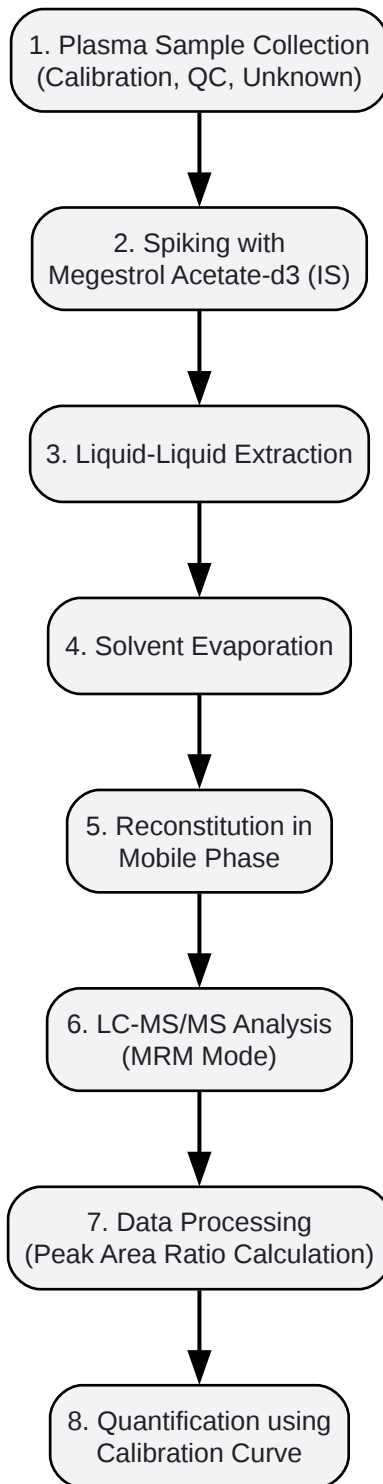 1. Plasma Sample Collection
(Calibration, QC, Unknown)
2. Spiking with
Megestrol Acetate-d3 (IS)
3. Liquid-Liquid Extraction
4. Solvent Evaporation
5. Reconstitution in
Mobile Phase
6. LC-MS/MS Analysis
(MRM Mode)
7. Data Processing
(Peak Area Ratio Calculation)
8. Quantification using
Calibration Curve